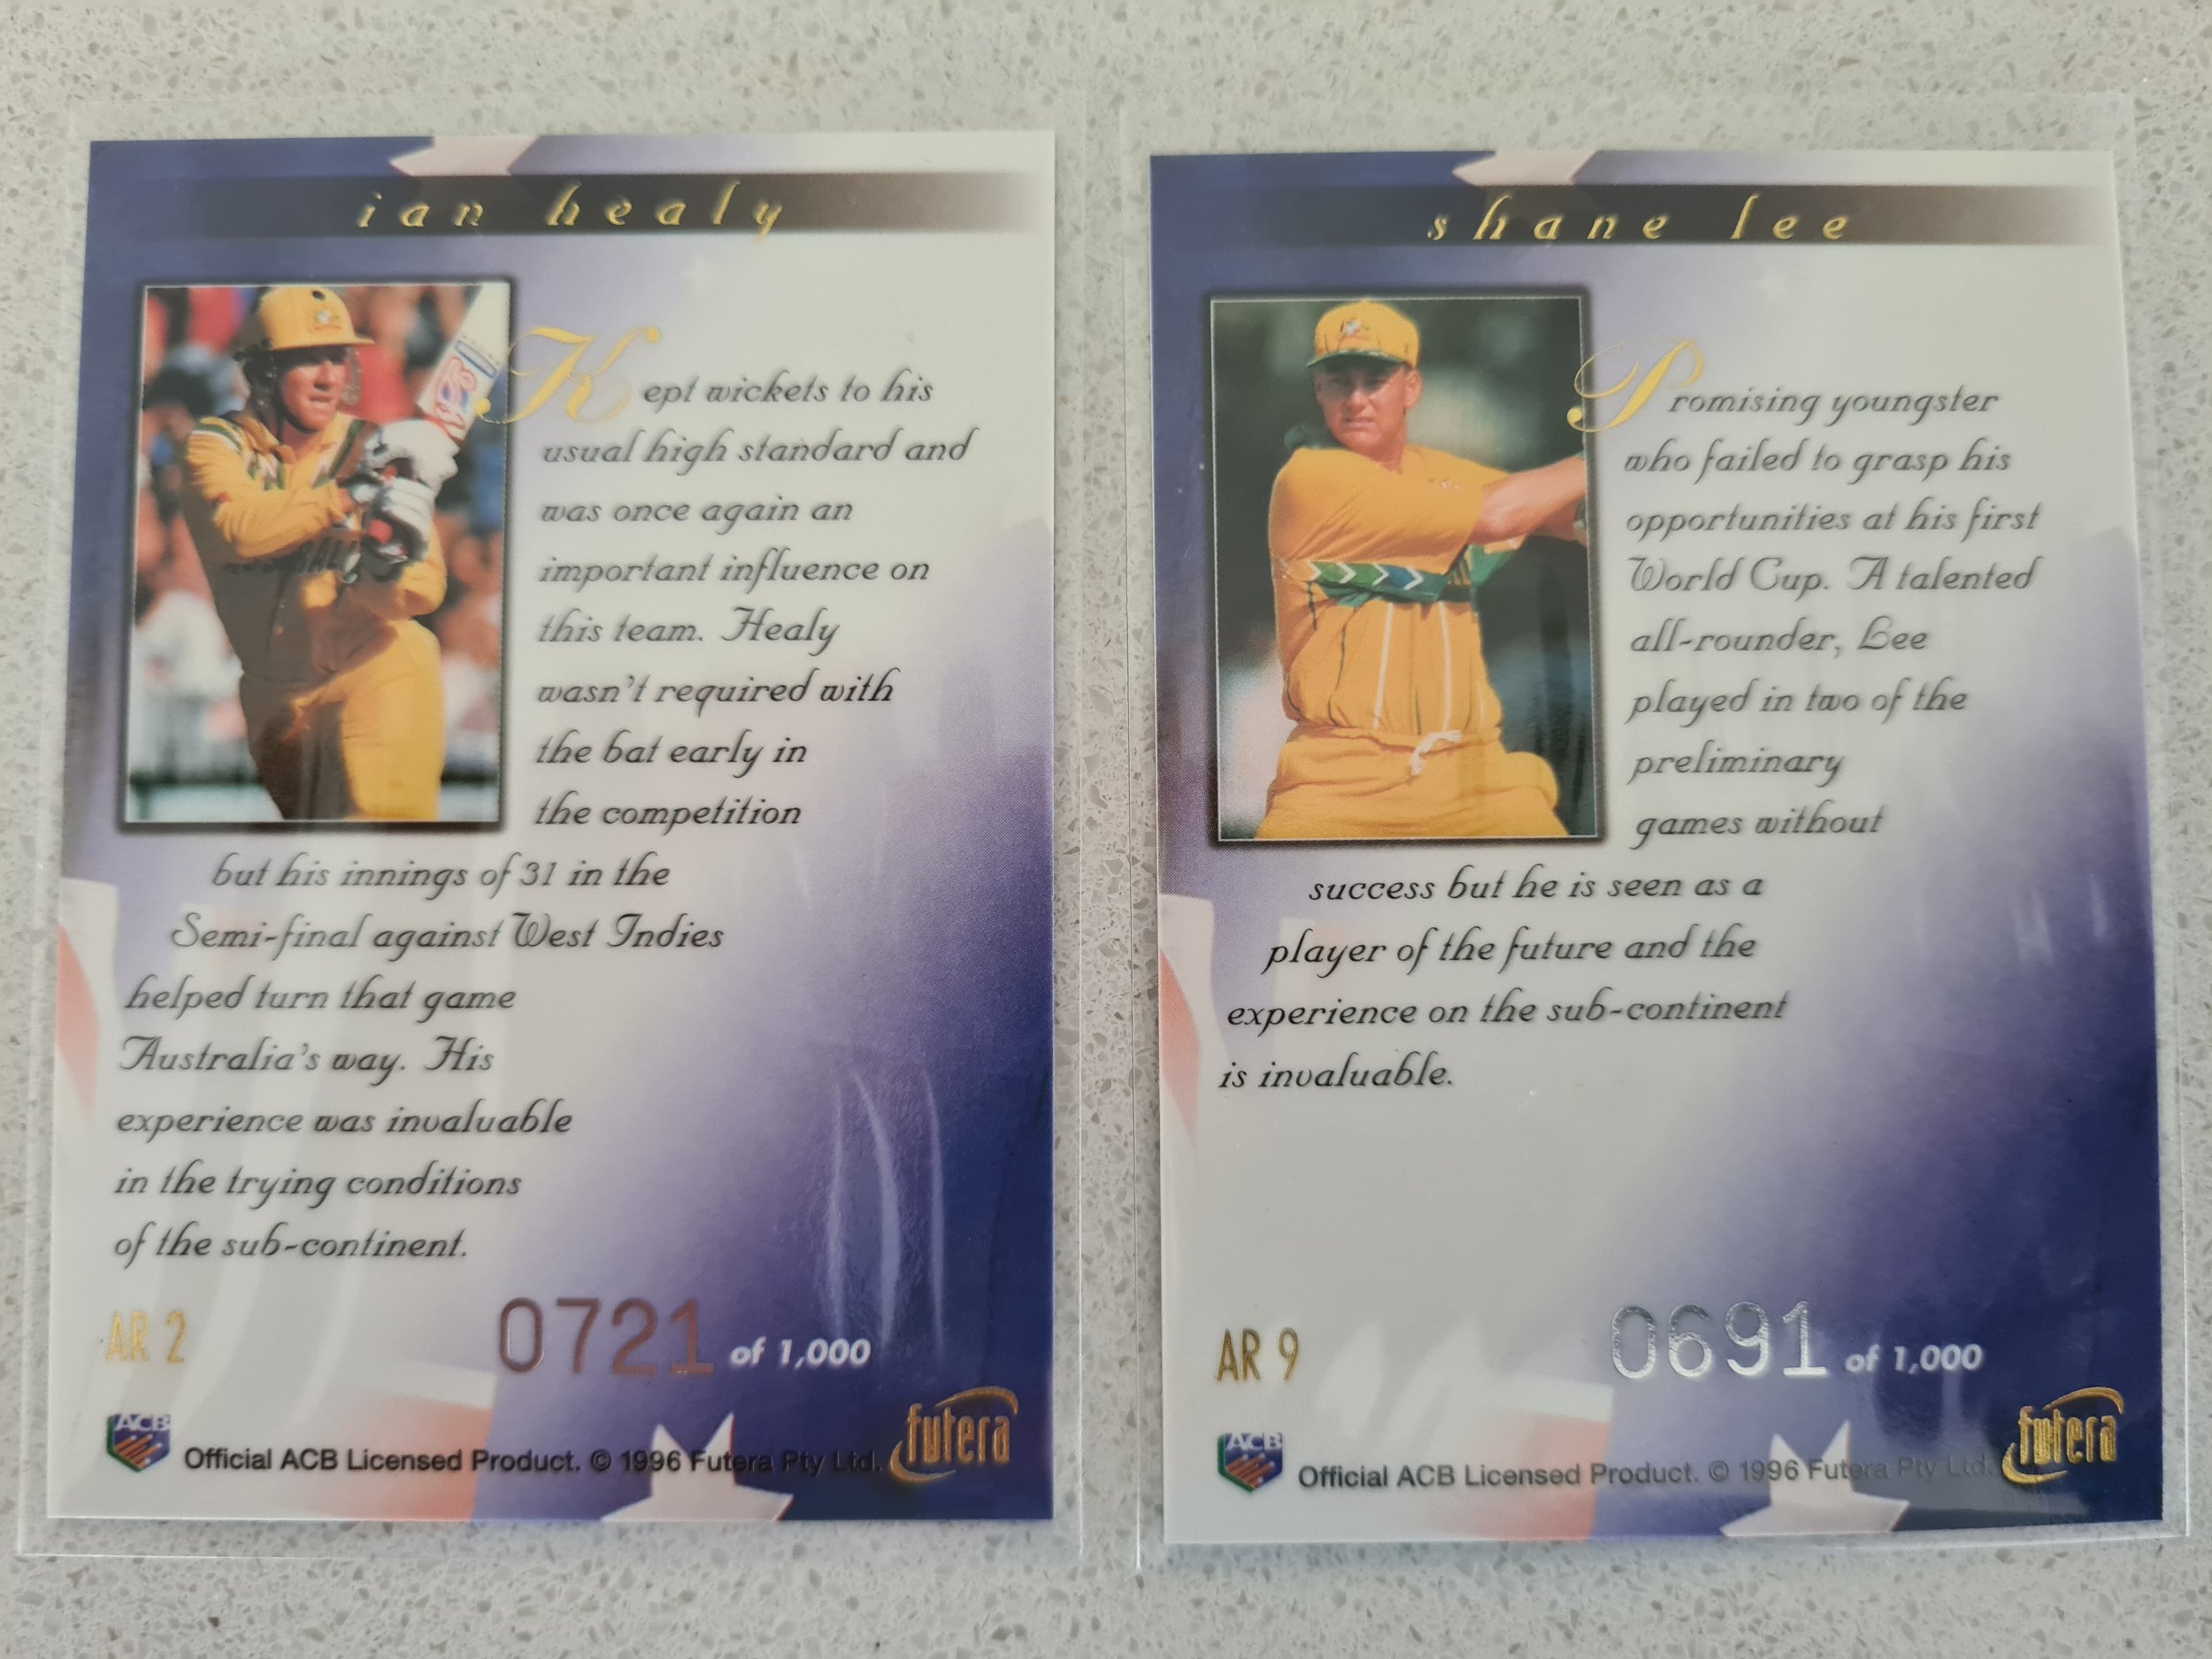 ian healy
Kept wickets to his
usual high standard and
was once again an
important influence on
this team. Healy
wasn't required with
the bat early in
the competition
but his innings of 31 in the
Semi-final against West Indies
helped turn that game
Australia's way. His
experience was invaluable
in the trying conditions
of the sub-continent.
AR 2
0721 of 1,000
ACB
Official ACB Licensed Product. © 1996 Futera Pty Ltd.
futera
shane lee
Promising youngster
who failed to grasp his
opportunities at his first
World Cup. A talented
all-rounder, Lee
played in two of the
preliminary
games without
success but he is seen as a
player of the future and the
experience on the sub-continent
is invaluable.
AR 9
0691 of 1,000
ACB
Official ACB Licensed Product. © 1996 Futera Pty Ltd.
futera